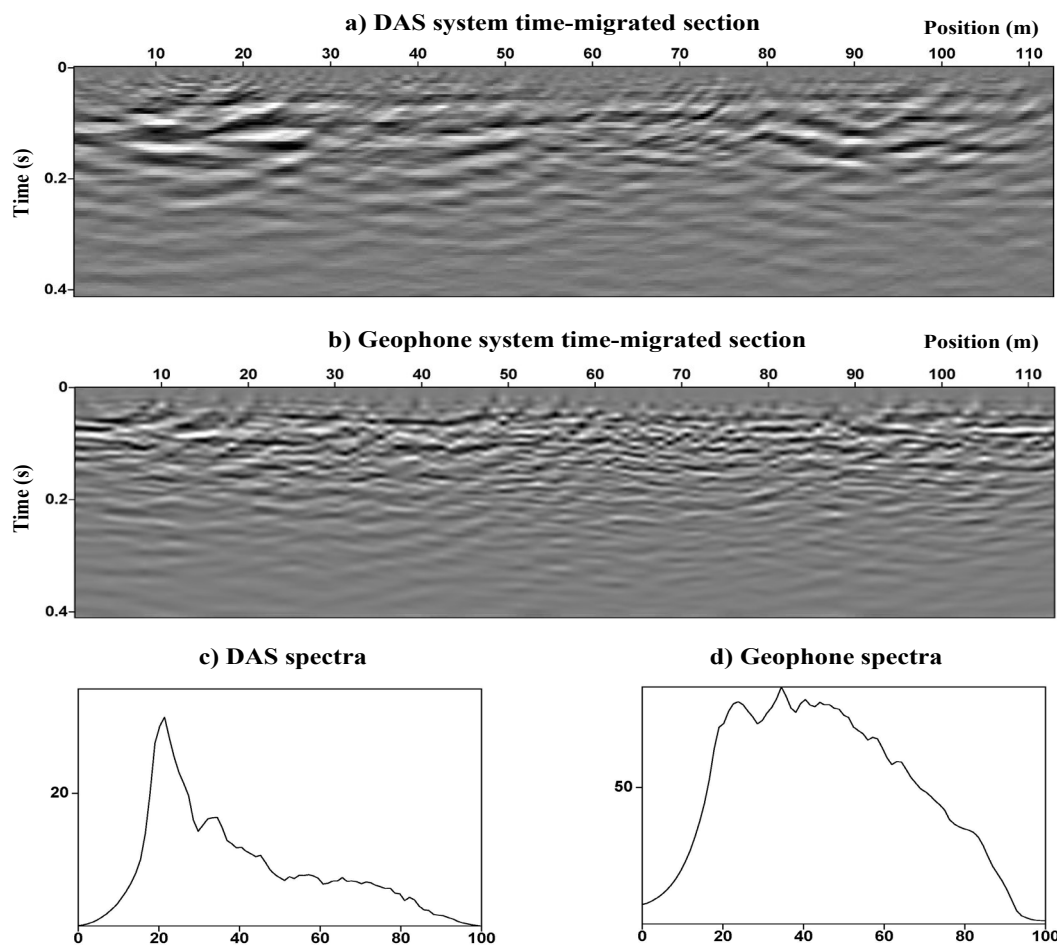 a) DAS system time-migrated section
Position (m)
10 20 30 40 50 60 70 80 90 100 110
0
0.2
0.4
Time (s)
b) Geophone system time-migrated section
Position (m)
10 20 30 40 50 60 70 80 90 100 110
0
0.2
0.4
Time (s)
c) DAS spectra
20
0 20 40 60 80 100
d) Geophone spectra
50
0 20 40 60 80 100